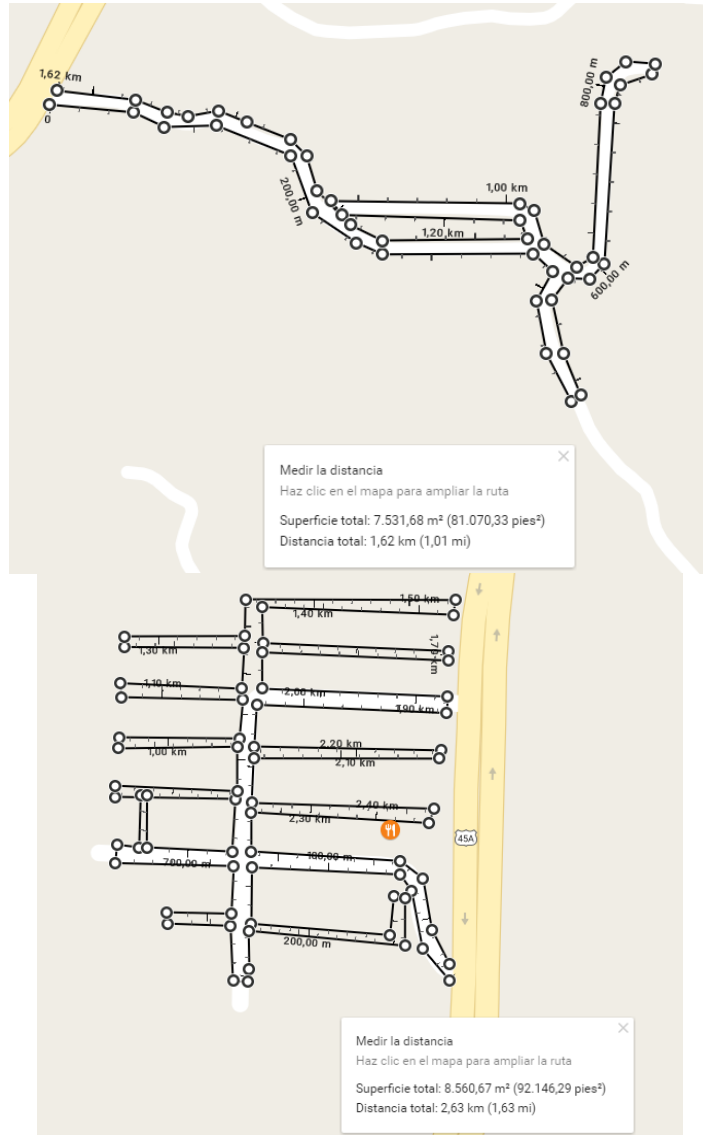 1,62 km
0
800,00 m
200,00 m
1,00 km
1,20 km
600,00 m
Medir la distancia
Haz clic en el mapa para ampliar la ruta
Superficie total: 7.531,68 m² (81.070,33 pies²)
Distancia total: 1,62 km (1,01 mi)
1,50 km
1,40 km
1,30 km
1,70 km
1,10 km
2,00 km
1,90 km
2,20 km
1,00 km
2,10 km
2,40 km
2,30 km
45A
700,00 m
100,00 m
200,00 m
Medir la distancia
Haz clic en el mapa para ampliar la ruta
Superficie total: 8.560,67 m² (92.146,29 pies²)
Distancia total: 2,63 km (1,63 mi)